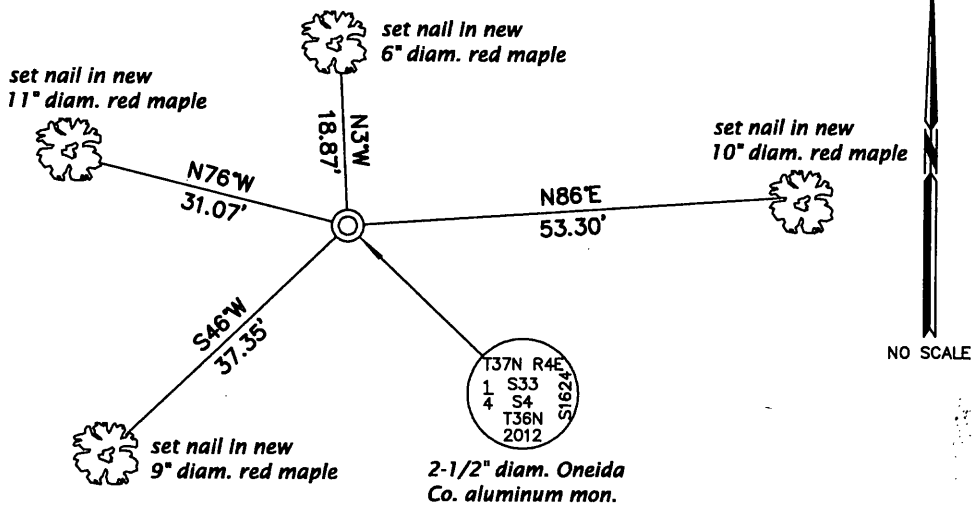 set nail in new
6" diam. red maple
set nail in new
11" diam. red maple
N3°W
18.87'
set nail in new
10" diam. red maple
N
N76°W
31.07'
N86°E
53.30'
S46°W
37.35'
NO SCALE
T37N R4E
1/4 S33
S4
T36N
2012
S1624
set nail in new
9" diam. red maple
2-1/2" diam. Oneida
Co. aluminum mon.